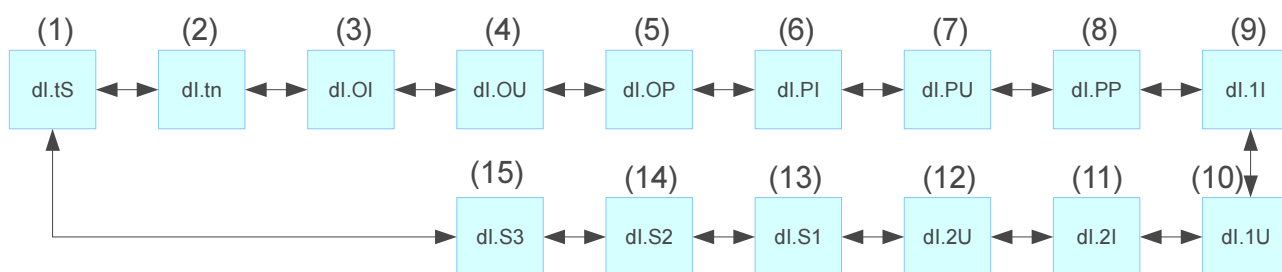 (1) (2) (3) (4) (5) (6) (7) (8) (9)
dI.tS dI.tn dI.OI dI.OU dI.OP dI.PI dI.PU dI.PP dI.1I
(15) (14) (13) (12) (11) (10)
dI.S3 dI.S2 dI.S1 dI.2U dI.2I dI.1U